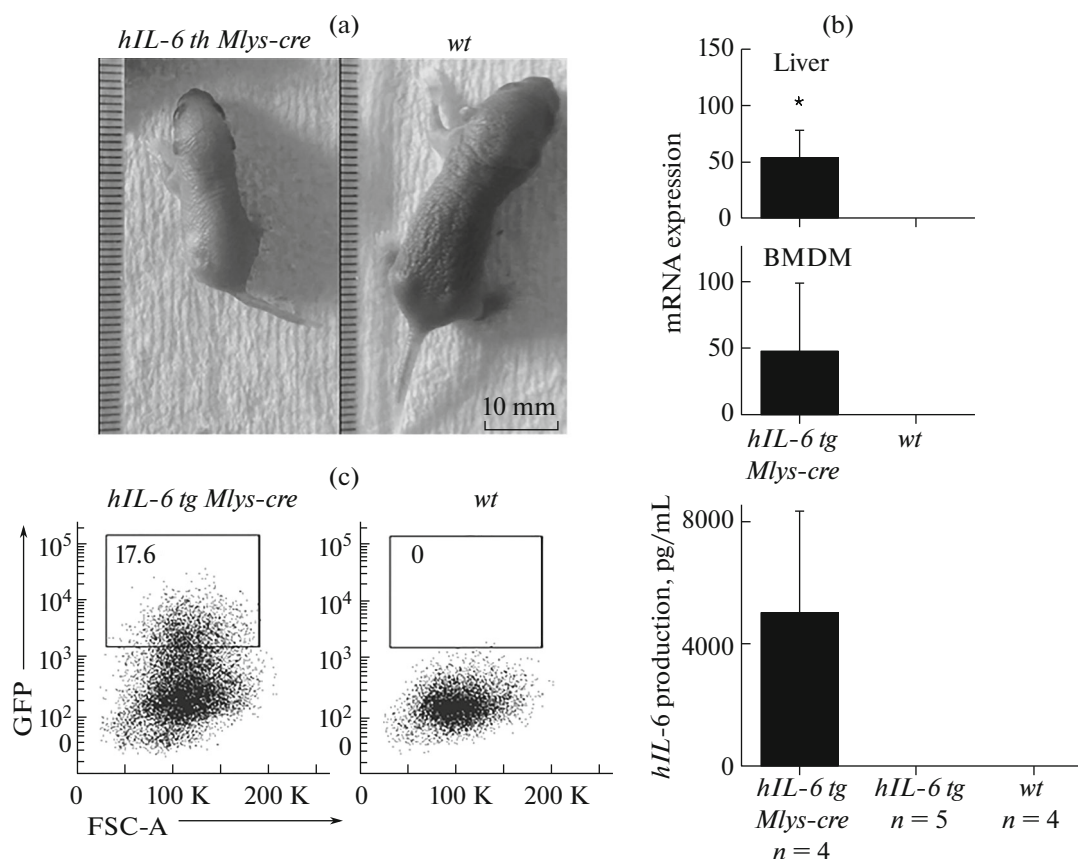 (a)
hIL-6 th Mlys-cre
wt
10 mm
(b)
150
Liver
100
*
50
0
BMDM
100
50
0
mRNA expression
hIL-6 tg
Mlys-cre
wt
(c)
hIL-6 tg Mlys-cre
wt
10^5
10^4
10^3
10^2
0
17.6
GFP
0
100 K
200 K
FSC-A
10^5
10^4
10^3
10^2
0
0
0
100 K
200 K
8000
4000
0
hIL-6 production, pg/mL
hIL-6 tg
Mlys-cre
n = 4
hIL-6 tg
n = 5
wt
n = 4